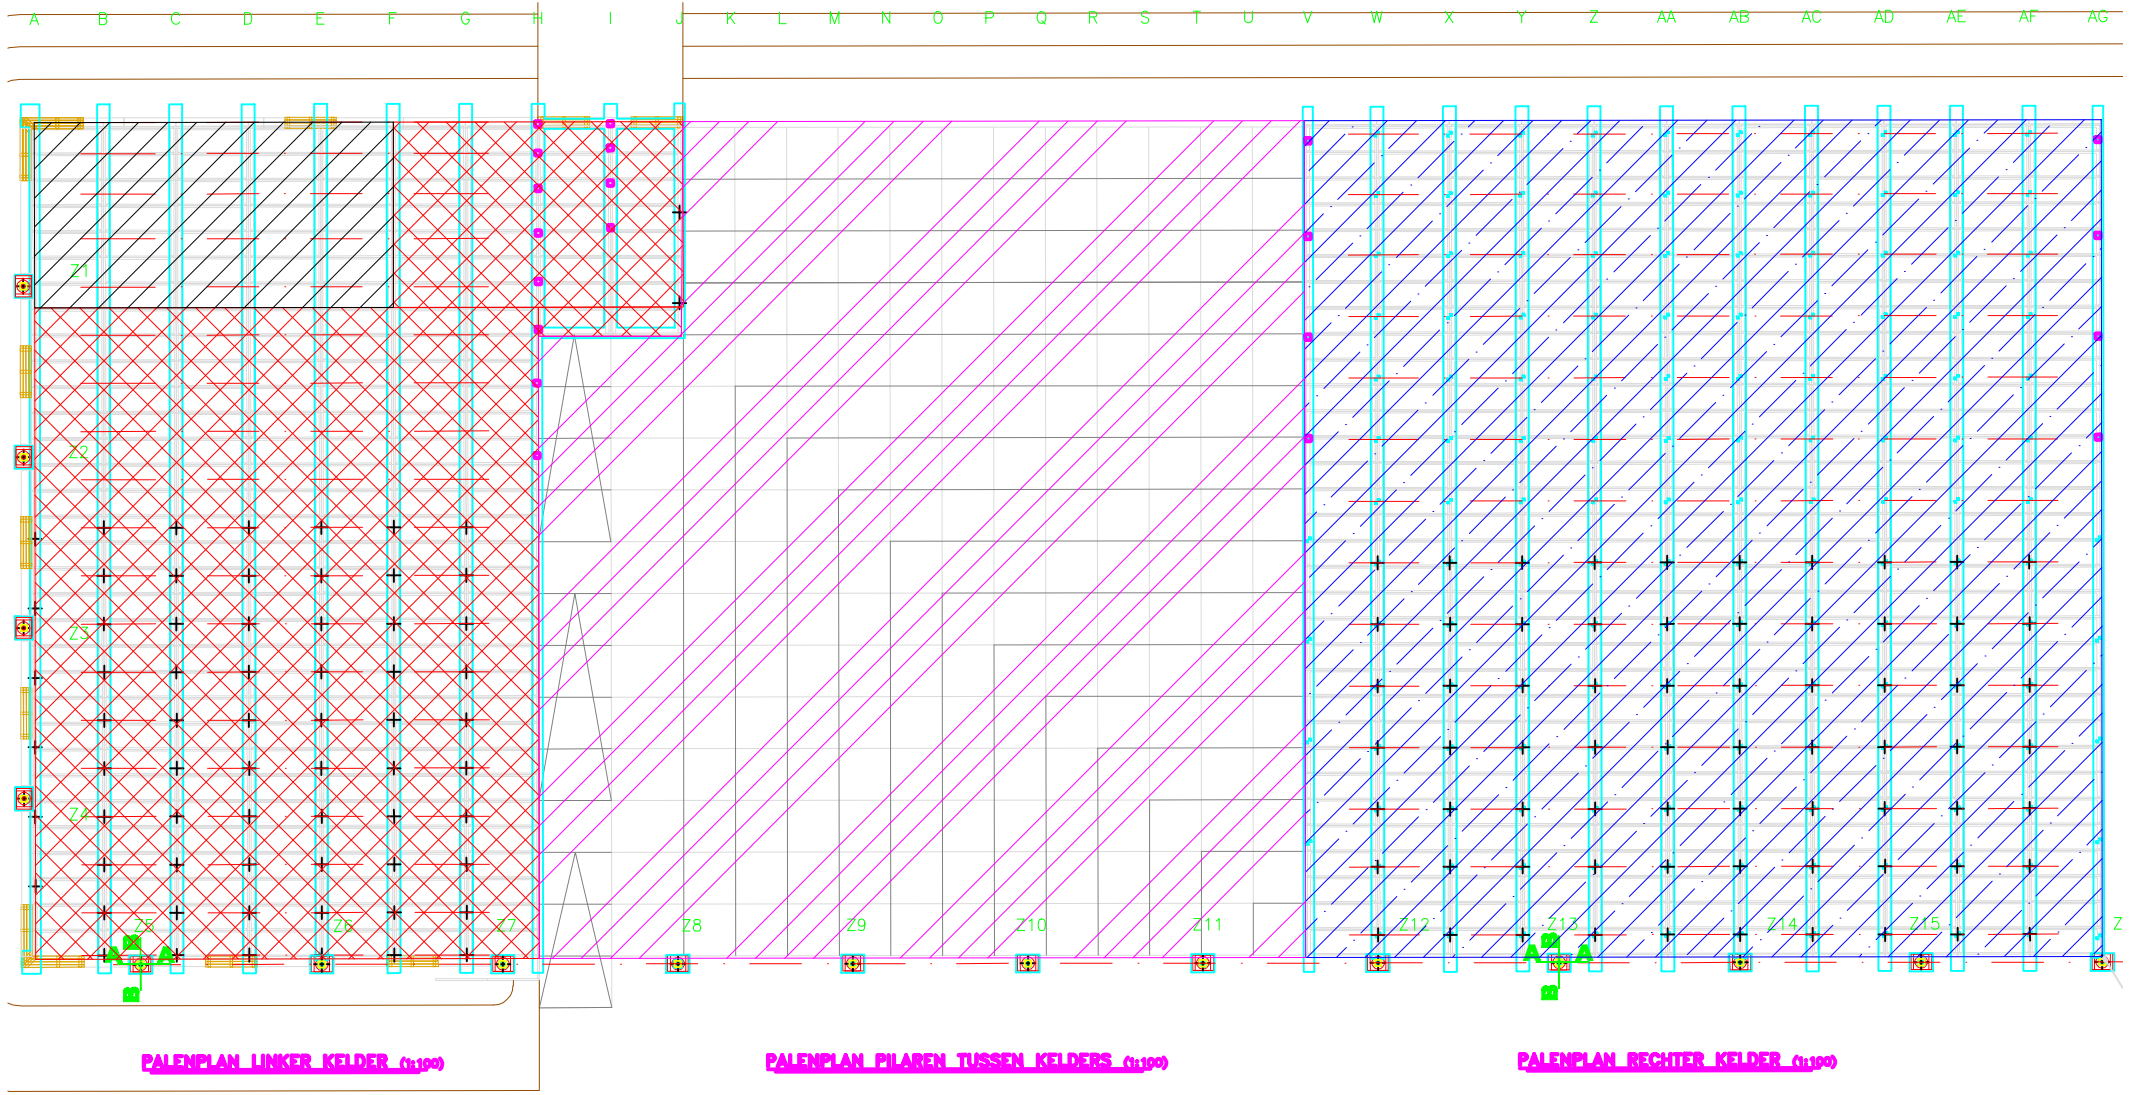 A B C D E F G H I J K L M N O P Q R S T U V W X Y Z AA AB AC AD AE AF AG
Z1
Z2
Z3
Z4
Z5 Z6 Z7 Z8 Z9 Z10 Z11 Z12 Z13 Z14 Z15 Z
B B
A A A A
B B
PALENPLAN LINKER KELDER (1:100) PALENPLAN PILAREN TUSSEN KELDERS (1:100) PALENPLAN RECHTER KELDER (1:100)